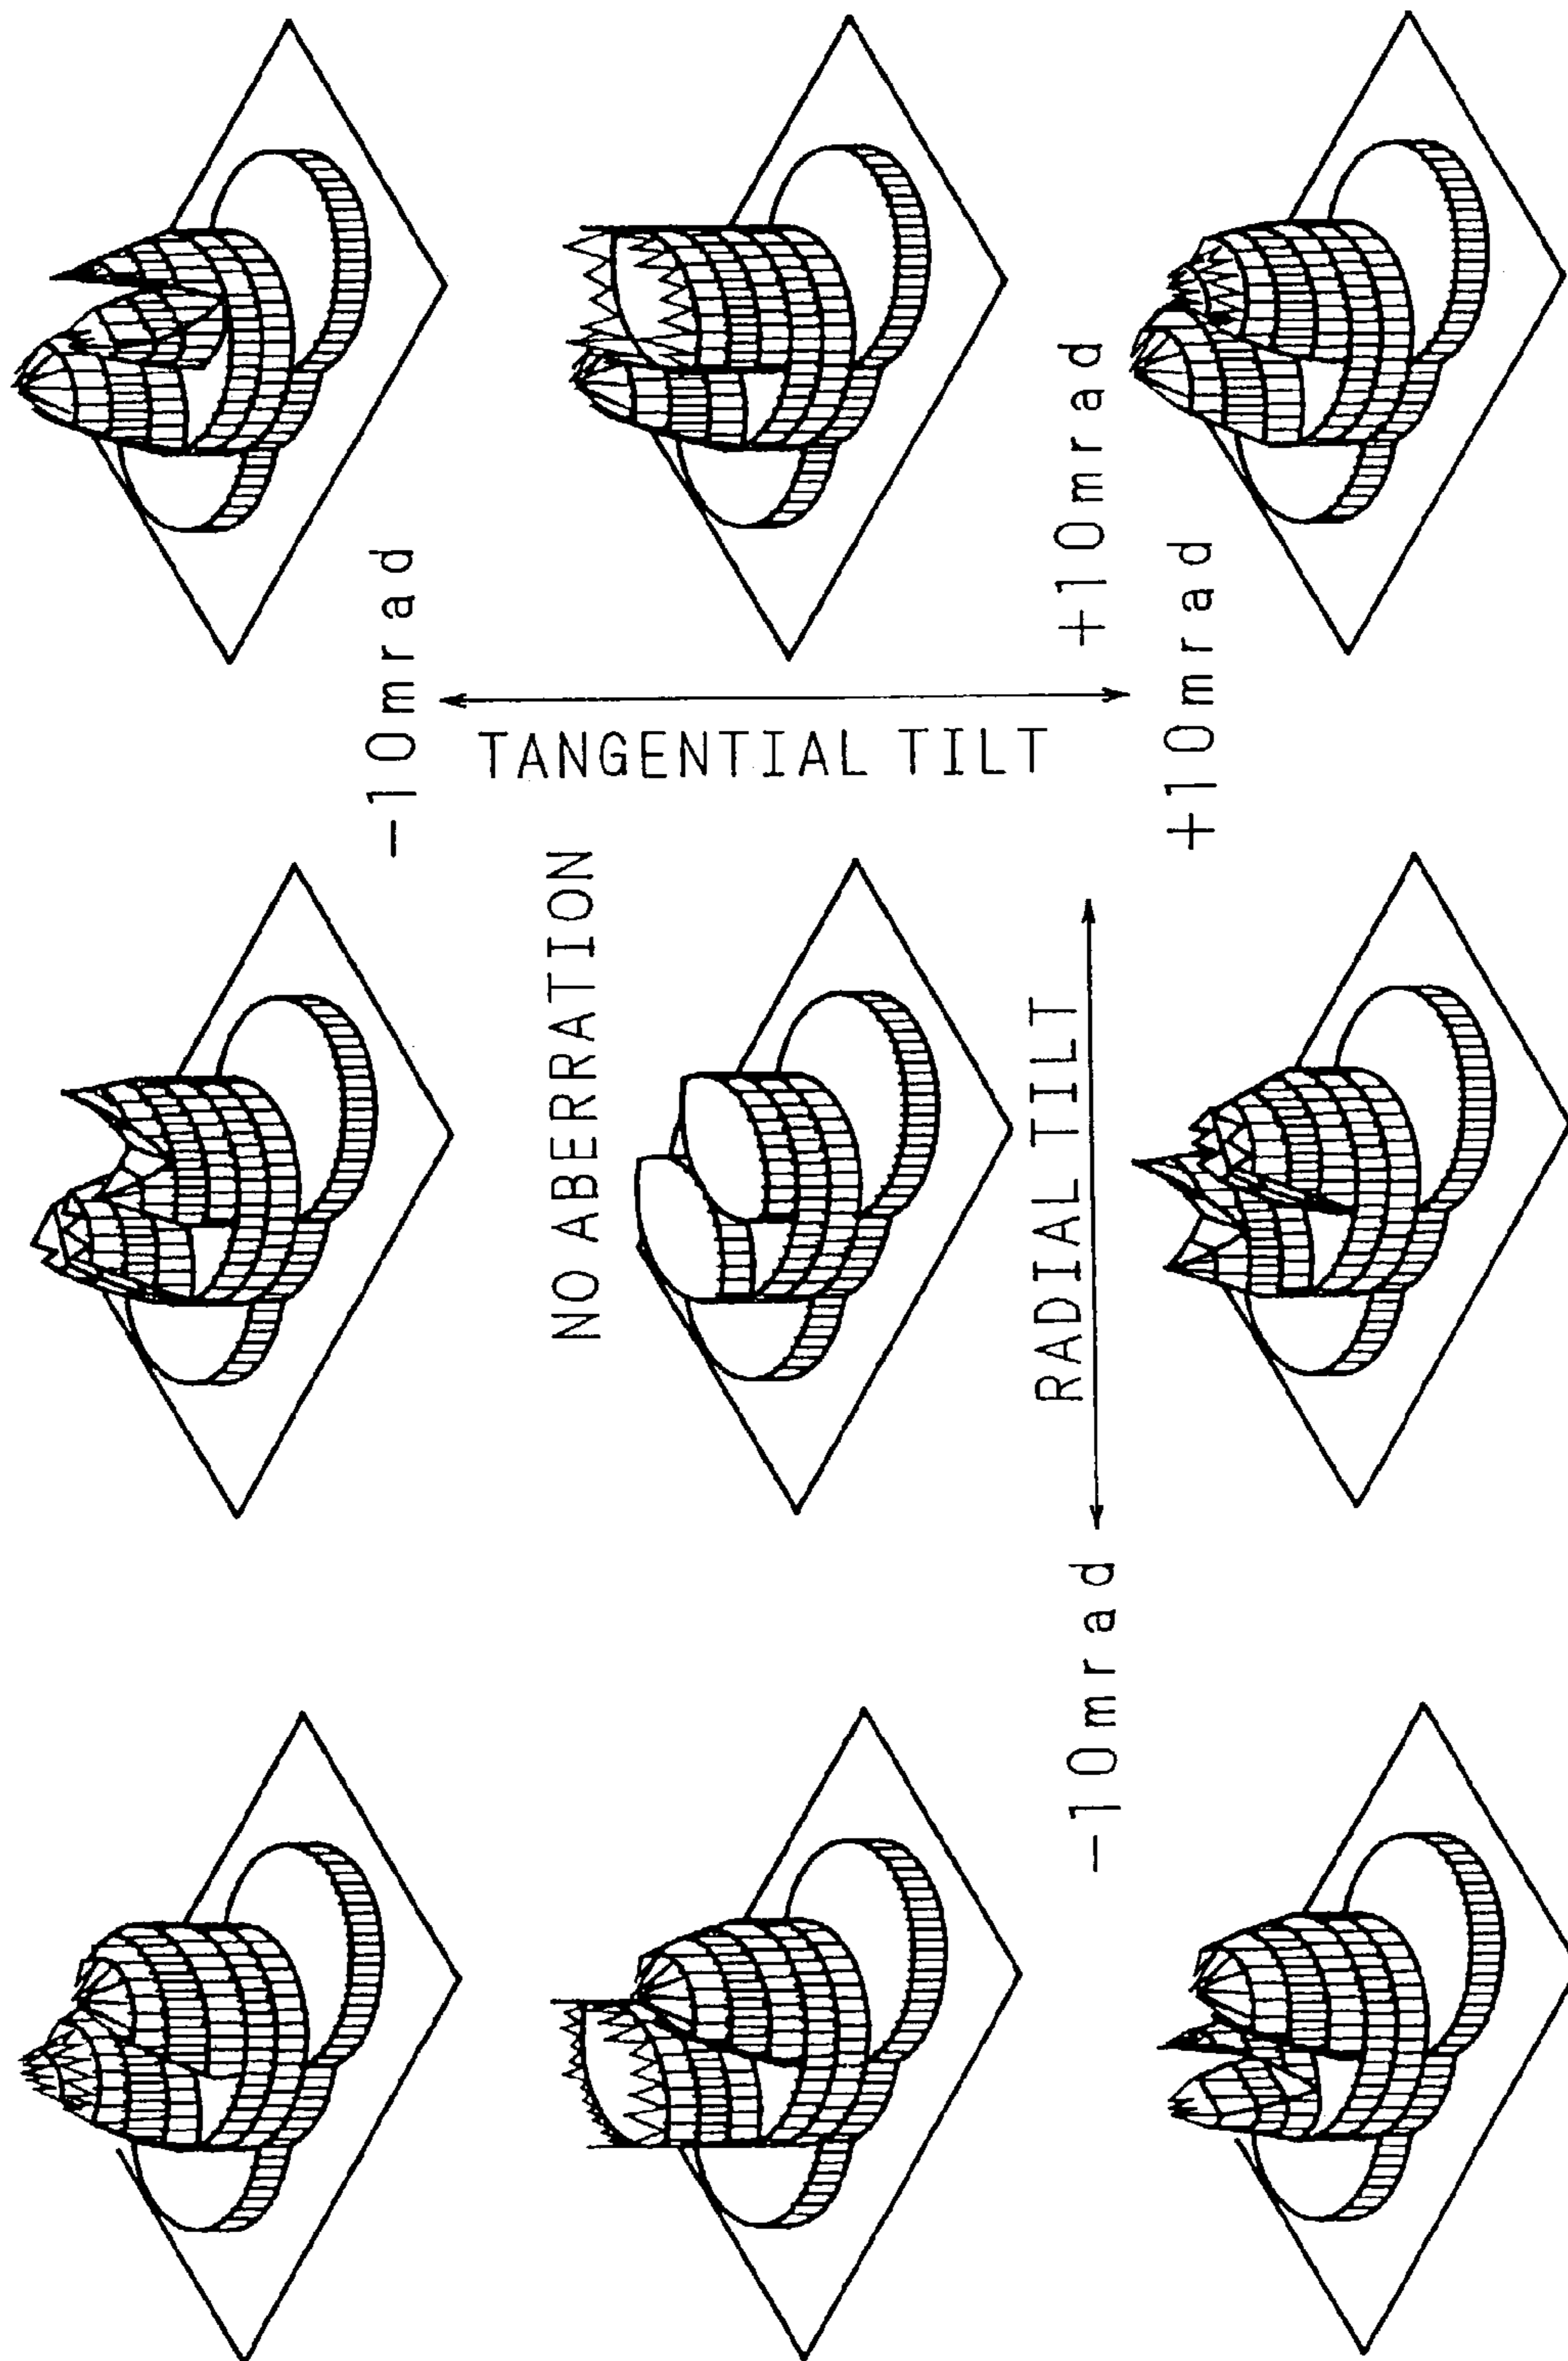 -10mrad
TANGENTIAL TILT
+10mrad
+10mrad
NO ABERRATION
RADIAL TILT
-10mrad